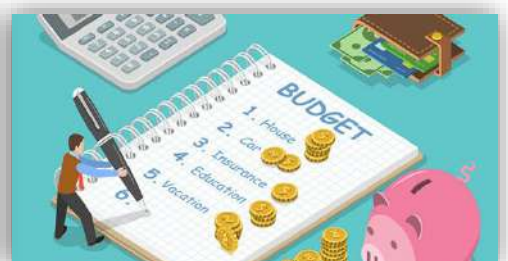 BUDGET
1. House
2. Car
3. Insurance
4. Education
5. Vacation
6.